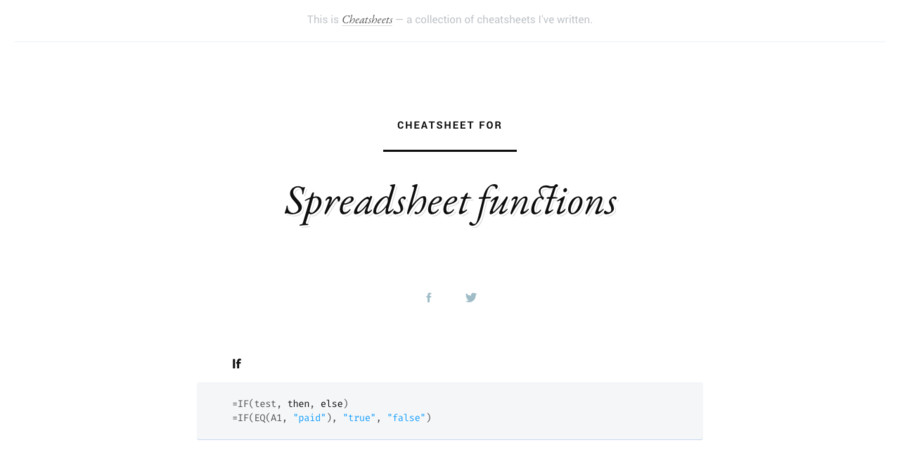 This is Cheatsheets — a collection of cheatsheets I've written.
CHEATSHEET FOR
Spreadsheet functions
If
=IF(test, then, else)
=IF(EQ(A1, "paid"), "true", "false")